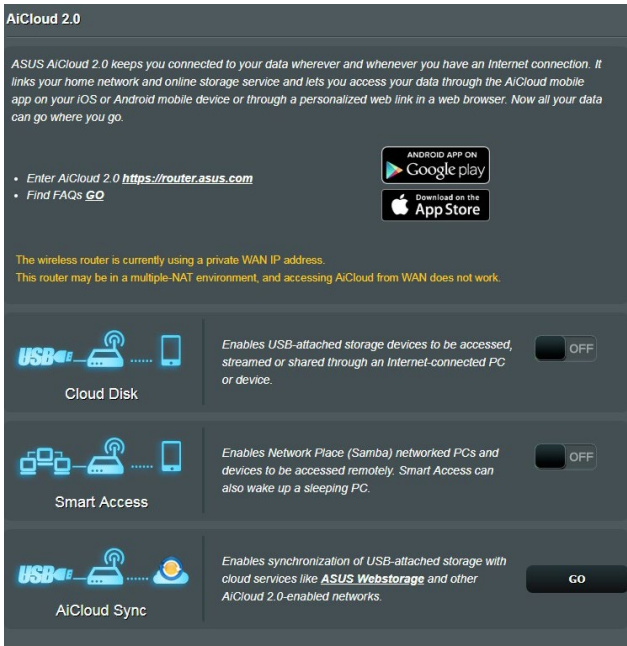 AiCloud 2.0
ASUS AiCloud 2.0 keeps you connected to your data wherever and whenever you have an Internet connection. It
links your home network and online storage service and lets you access your data through the AiCloud mobile
app on your iOS or Android mobile device or through a personalized web link in a web browser. Now all your data
can go where you go.
ANDROID APP ON
Google play
• Enter AiCloud 2.0 https://router.asus.com
• Find FAQs GO
Download on the
App Store
The wireless router is currently using a private WAN IP address.
This router may be in a multiple-NAT environment, and accessing AiCloud from WAN does not work.
USB
Cloud Disk
Enables USB-attached storage devices to be accessed,
streamed or shared through an Internet-connected PC
or device.
OFF
Smart Access
Enables Network Place (Samba) networked PCs and
devices to be accessed remotely. Smart Access can
also wake up a sleeping PC.
OFF
USB
AiCloud Sync
Enables synchronization of USB-attached storage with
cloud services like ASUS Webstorage and other
AiCloud 2.0-enabled networks.
GO